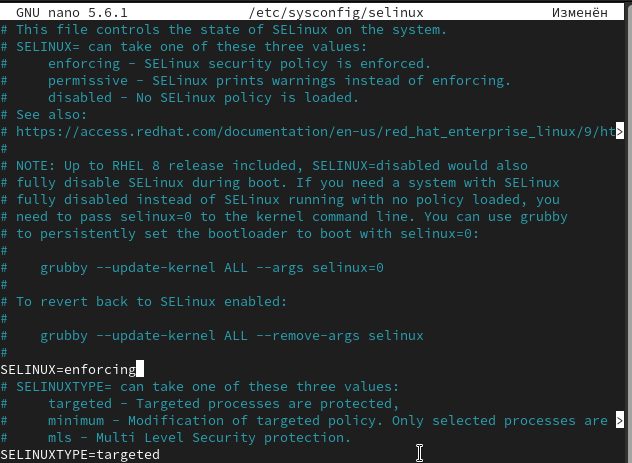 GNU nano 5.6.1 /etc/sysconfig/selinux Изменён
# This file controls the state of SELinux on the system.
# SELINUX= can take one of these three values:
#     enforcing - SELinux security policy is enforced.
#     permissive - SELinux prints warnings instead of enforcing.
#     disabled - No SELinux policy is loaded.
# See also:
# https://access.redhat.com/documentation/en-us/red_hat_enterprise_linux/9/ht>
#
# NOTE: Up to RHEL 8 release included, SELINUX=disabled would also
# fully disable SELinux during boot. If you need a system with SELinux
# fully disabled instead of SELinux running with no policy loaded, you
# need to pass selinux=0 to the kernel command line. You can use grubby
# to persistently set the bootloader to boot with selinux=0:
#
#    grubby --update-kernel ALL --args selinux=0
#
# To revert back to SELinux enabled:
#
#    grubby --update-kernel ALL --remove-args selinux
#
SELINUX=enforcing
# SELINUXTYPE= can take one of these three values:
#     targeted - Targeted processes are protected,
#     minimum - Modification of targeted policy. Only selected processes are >
#     mls - Multi Level Security protection.
SELINUXTYPE=targeted